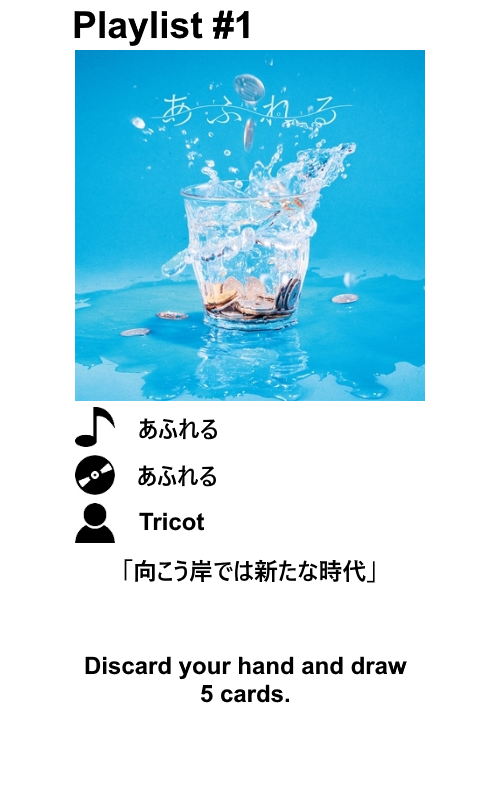 Playlist #1
あふれる
あふれる
あふれる
Tricot
「向こう岸では新たな時代」
Discard your hand and draw
5 cards.